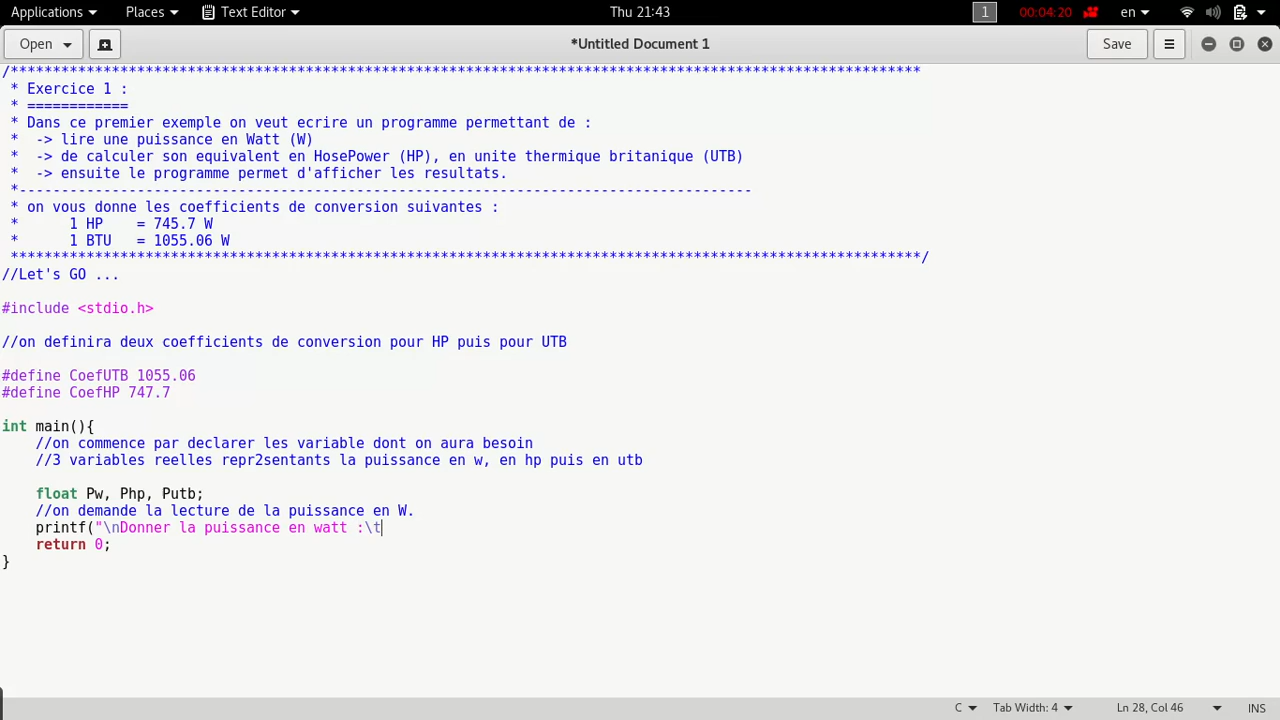 Applications Places Text Editor Thu 21:43 1 00:04:20 en
Open *Untitled Document 1 Save
/************************************************************************************************************
* Exercice 1 :
* ============
* Dans ce premier exemple on veut ecrire un programme permettant de :
* -> lire une puissance en Watt (W)
* -> de calculer son equivalent en HosePower (HP), en unite thermique britanique (UTB)
* -> ensuite le programme permet d'afficher les resultats.
*---------------------------------------------------------------------------------------
* on vous donne les coefficients de conversion suivantes :
* 1 HP = 745.7 W
* 1 BTU = 1055.06 W
************************************************************************************************************/
//Let's GO ...
#include <stdio.h>
//on definira deux coefficients de conversion pour HP puis pour UTB
#define CoefUTB 1055.06
#define CoefHP 747.7
int main(){
//on commence par declarer les variable dont on aura besoin
//3 variables reelles repr2sentants la puissance en w, en hp puis en utb
float Pw, Php, Putb;
//on demande la lecture de la puissance en W.
printf("\nDonner la puissance en watt :\t
return 0;
}
C Tab Width: 4 Ln 28, Col 46 INS